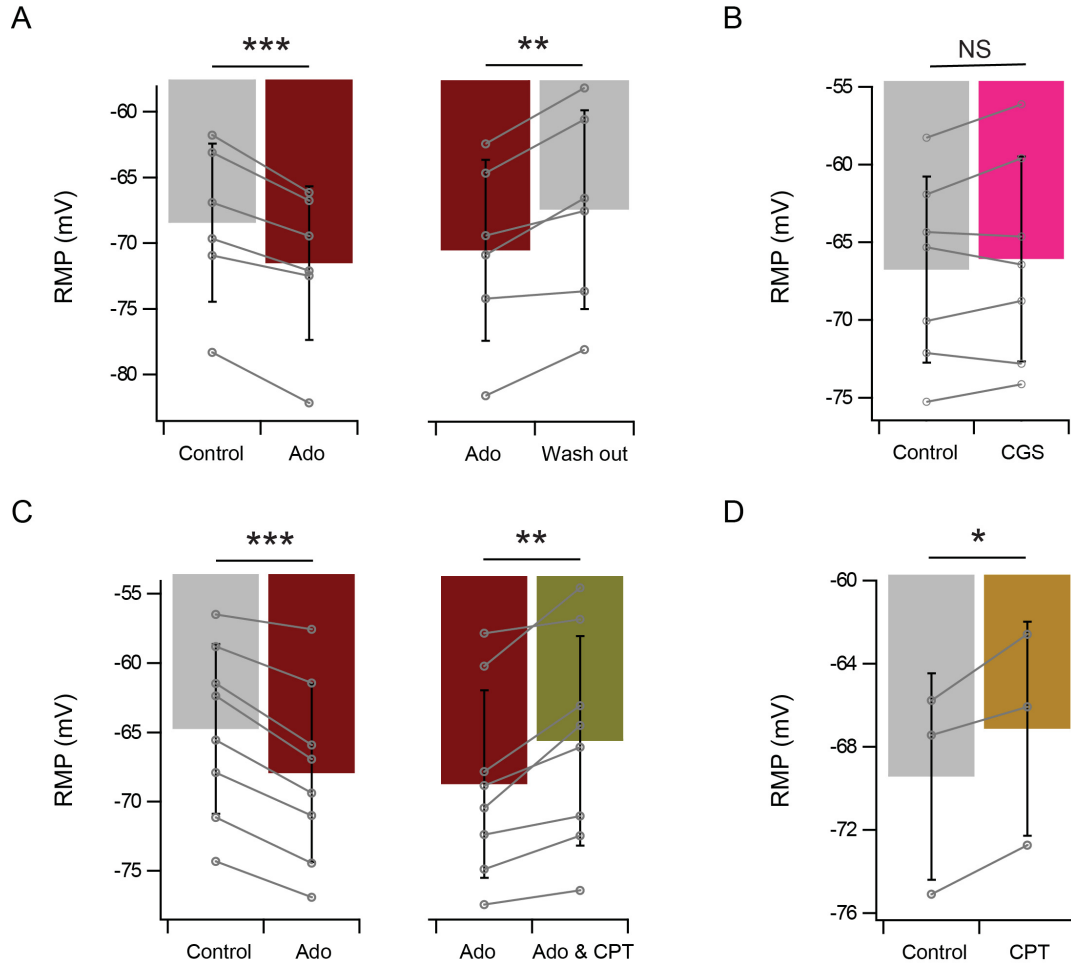 A
***
**
RMP (mV)
-60
-65
-70
-75
-80
Control
Ado
Ado
Wash out
B
NS
RMP (mV)
-55
-60
-65
-70
-75
Control
CGS
C
***
**
RMP (mV)
-55
-60
-65
-70
-75
Control
Ado
Ado
Ado & CPT
D
*
RMP (mV)
-60
-64
-68
-72
-76
Control
CPT